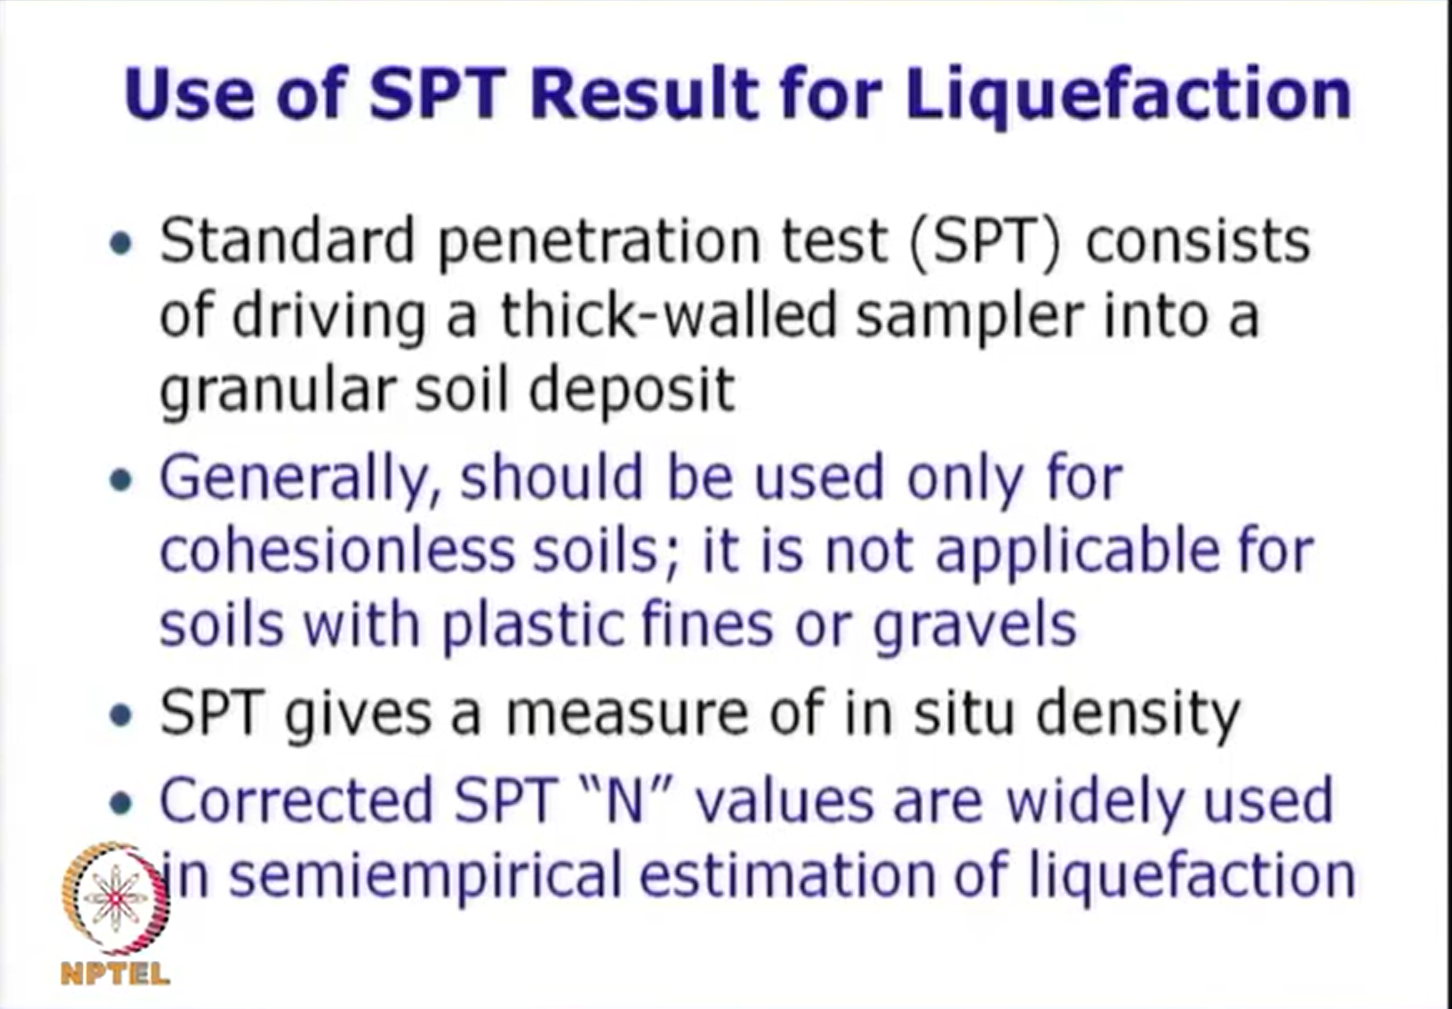 Use of SPT Result for Liquefaction
• Standard penetration test (SPT) consists
of driving a thick-walled sampler into a
granular soil deposit
• Generally, should be used only for
cohesionless soils; it is not applicable for
soils with plastic fines or gravels
• SPT gives a measure of in situ density
• Corrected SPT “N” values are widely used
in semiempirical estimation of liquefaction
NPTEL